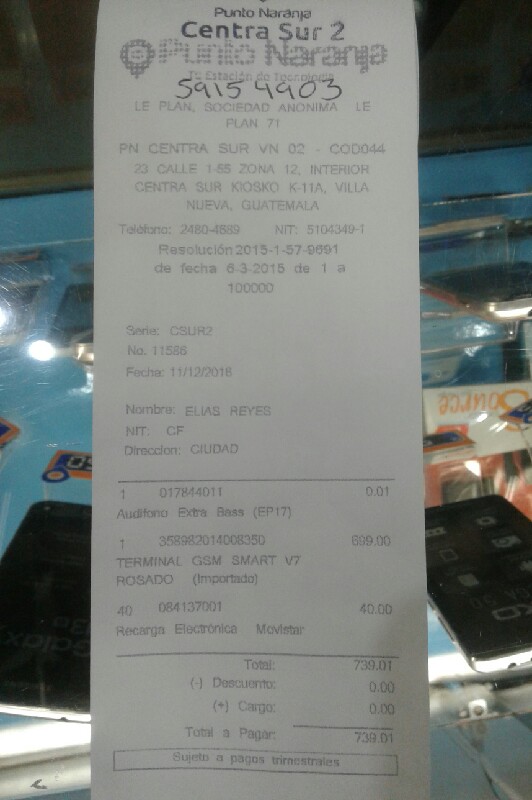 Punto Naranja
Centra Sur 2
Punto Naranja
Tu Estación de Tecnología
59154903
LE PLAN, SOCIEDAD ANONIMA LE
PLAN 71
PN CENTRA SUR VN 02 - COD044
23 CALLE 1-55 ZONA 12, INTERIOR
CENTRA SUR KIOSKO K-11A, VILLA
NUEVA, GUATEMALA
Teléfono: 2480-4889 NIT: 5104349-1
Resolución 2015-1-57-9691
de fecha 6-3-2015 de 1 a
100000
Serie: CSUR2
No. 11586
Fecha: 11/12/2018
Nombre: ELIAS REYES
NIT: CF
Direccion: CIUDAD
1 017844011 0.01
Audifono Extra Bass (EP17)
1 358982014008350 699.00
TERMINAL GSM SMART V7
ROSADO (Importado)
40 084137001 40.00
Recarga Electrónica Movistar
Total: 739.01
(-) Descuento: 0.00
(+) Cargo: 0.00
Total a Pagar: 739.01
Sujeto a pagos trimestrales